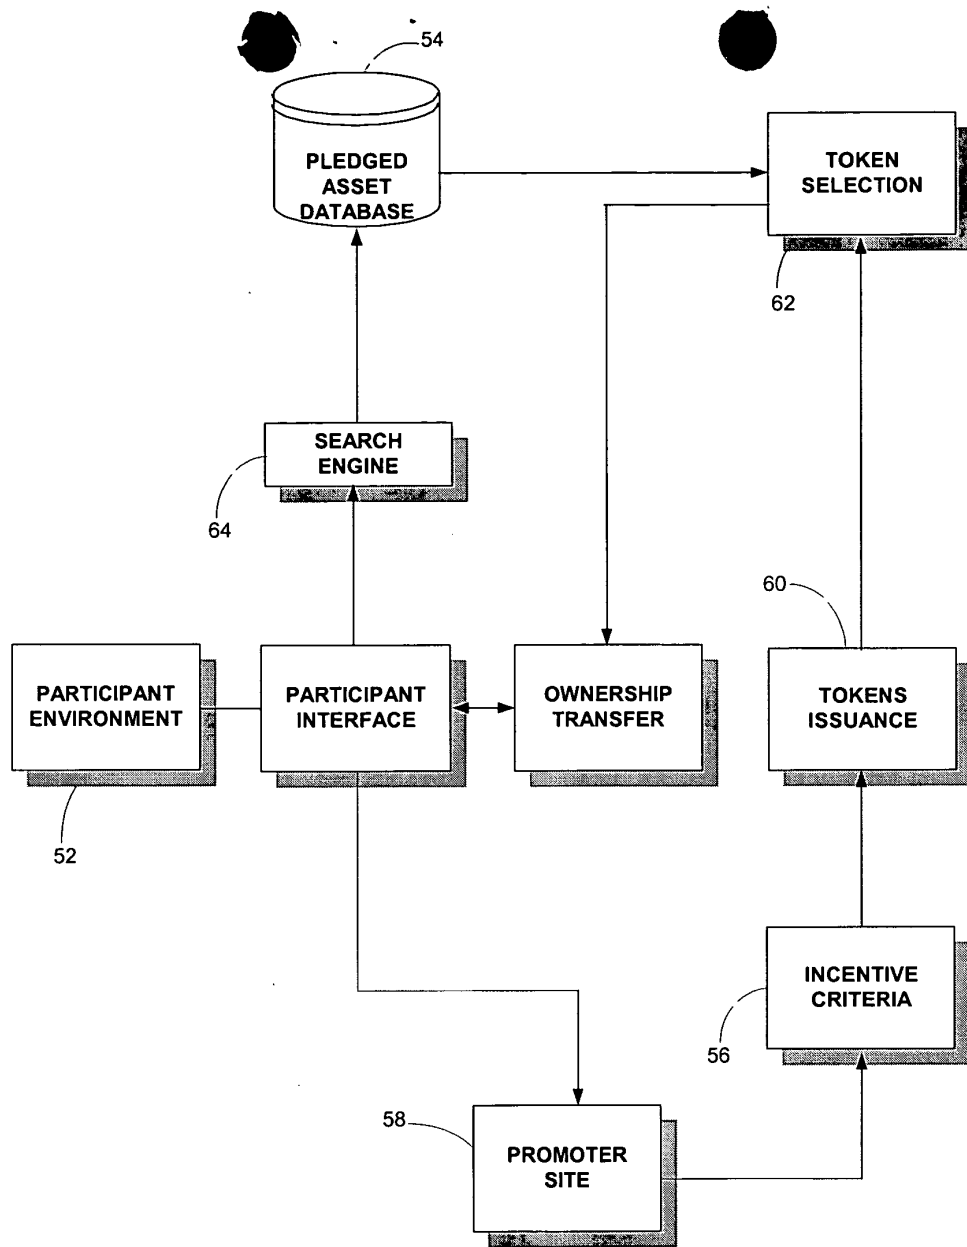 54
PLEDGED
ASSET
DATABASE
TOKEN
SELECTION
62
SEARCH
ENGINE
64
60
PARTICIPANT
ENVIRONMENT
PARTICIPANT
INTERFACE
OWNERSHIP
TRANSFER
TOKENS
ISSUANCE
52
INCENTIVE
CRITERIA
56
58
PROMOTER
SITE